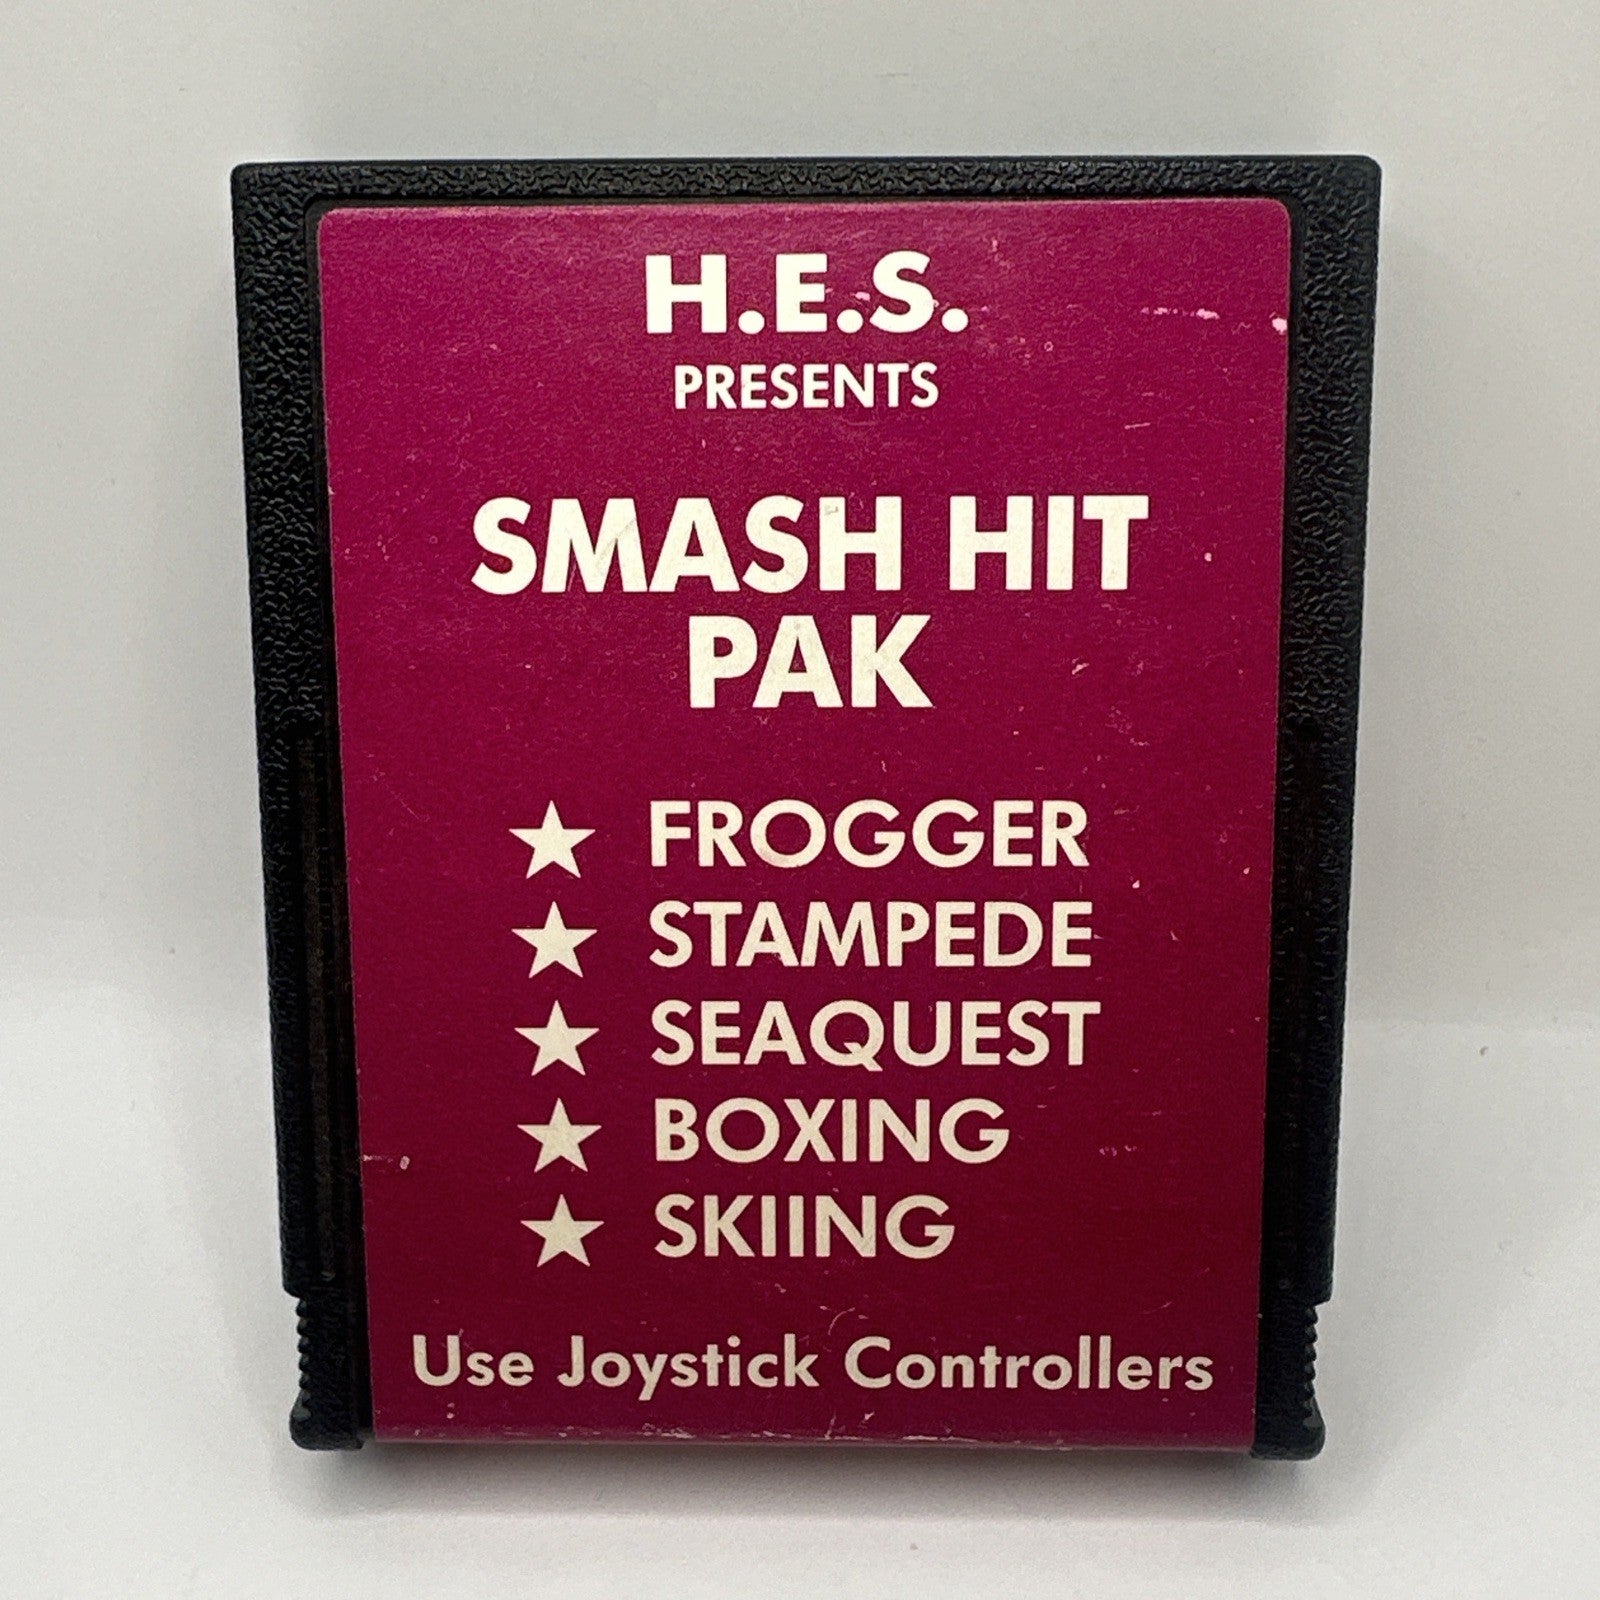 H.E.S.
PRESENTS
SMASH HIT
PAK
★ FROGGER
★ STAMPEDE
★ SEAQUEST
★ BOXING
★ SKIING
Use Joystick Controllers